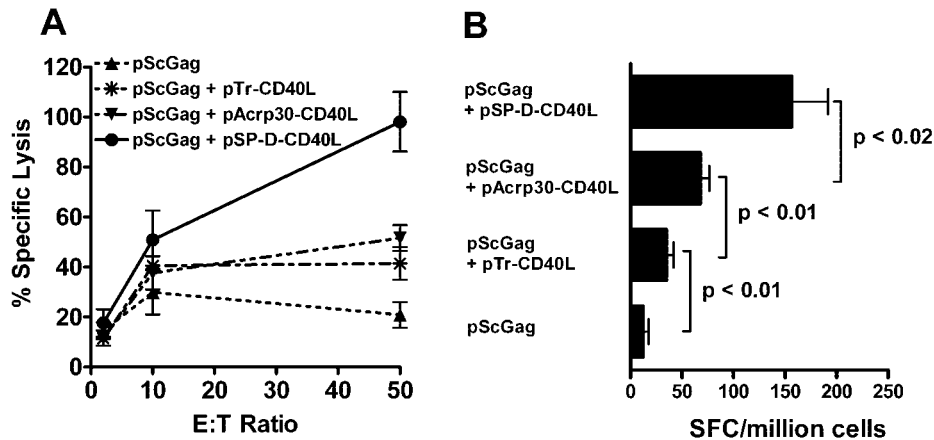 A
120
100
80
60
40
20
0
% Specific Lysis
pScGag
pScGag + pTr-CD40L
pScGag + pAcrp30-CD40L
pScGag + pSP-D-CD40L
0 10 20 30 40 50
E:T Ratio
B
pScGag
+ pSP-D-CD40L
pScGag
+ pAcrp30-CD40L
pScGag
+ pTr-CD40L
pScGag
p < 0.02
p < 0.01
p < 0.01
0 50 100 150 200 250
SFC/million cells